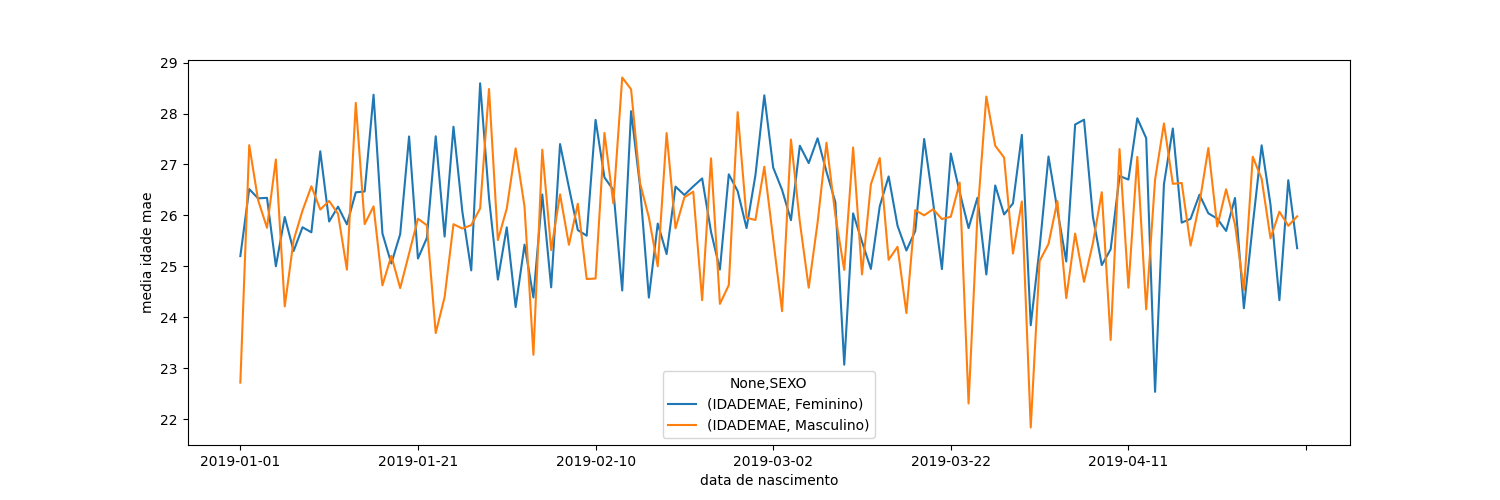 29
28
27
26
25
24
23
22
media idade mae
None,SEXO
(IDADEMAE, Feminino)
(IDADEMAE, Masculino)
2019-01-01 2019-01-21 2019-02-10 2019-03-02 2019-03-22 2019-04-11
data de nascimento